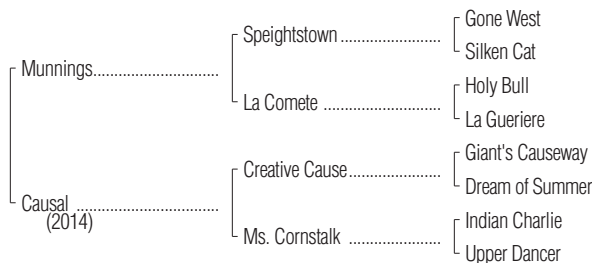 Gone West
Speightstown
Silken Cat
Munnings
Holy Bull
La Comete
La Gueriere
Giant's Causeway
Creative Cause
Dream of Summer
Causal
(2014)
Indian Charlie
Ms. Cornstalk
Upper Dancer